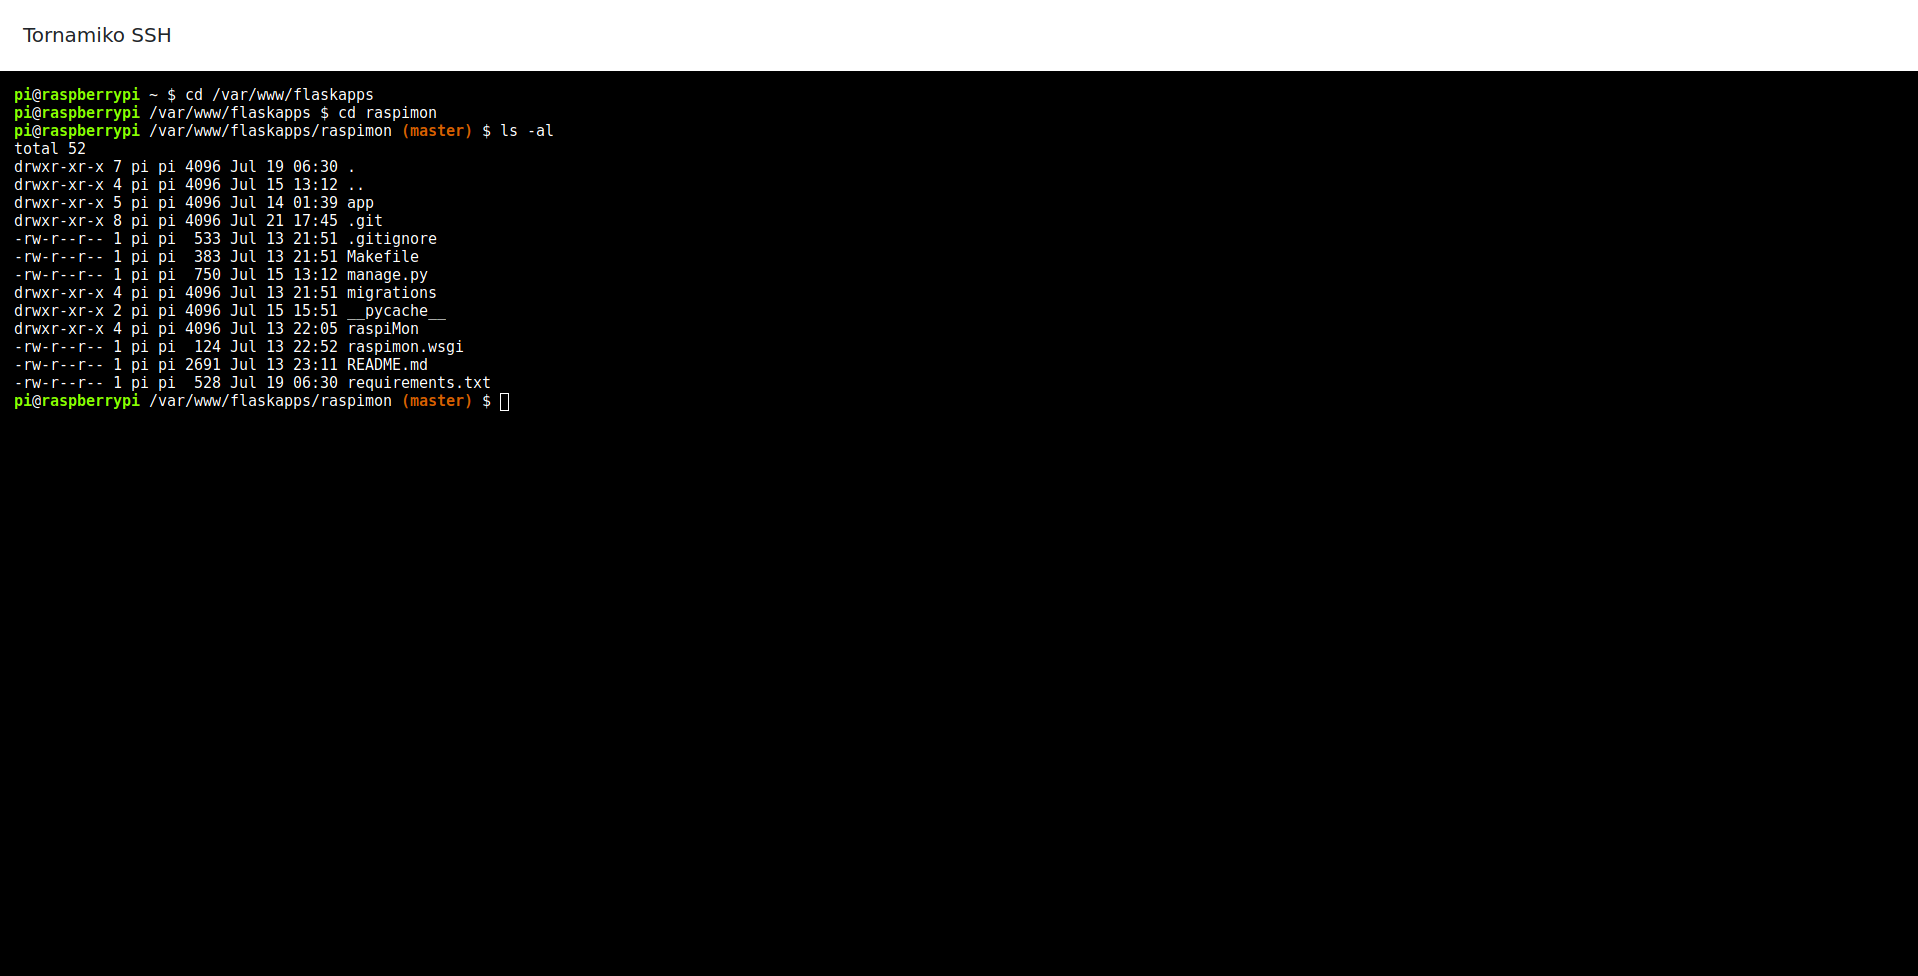 Tornamiko SSH
pi@raspberrypi ~ $ cd /var/www/flaskapps
pi@raspberrypi /var/www/flaskapps $ cd raspimon
pi@raspberrypi /var/www/flaskapps/raspimon (master) $ ls -al
total 52
drwxr-xr-x 7 pi pi 4096 Jul 19 06:30 .
drwxr-xr-x 4 pi pi 4096 Jul 15 13:12 ..
drwxr-xr-x 5 pi pi 4096 Jul 14 01:39 app
drwxr-xr-x 8 pi pi 4096 Jul 21 17:45 .git
-rw-r--r-- 1 pi pi  533 Jul 13 21:51 .gitignore
-rw-r--r-- 1 pi pi  383 Jul 13 21:51 Makefile
-rw-r--r-- 1 pi pi  750 Jul 15 13:12 manage.py
drwxr-xr-x 4 pi pi 4096 Jul 13 21:51 migrations
drwxr-xr-x 2 pi pi 4096 Jul 15 15:51 __pycache__
drwxr-xr-x 4 pi pi 4096 Jul 13 22:05 raspiMon
-rw-r--r-- 1 pi pi  124 Jul 13 22:52 raspimon.wsgi
-rw-r--r-- 1 pi pi 2691 Jul 13 23:11 README.md
-rw-r--r-- 1 pi pi  528 Jul 19 06:30 requirements.txt
pi@raspberrypi /var/www/flaskapps/raspimon (master) $